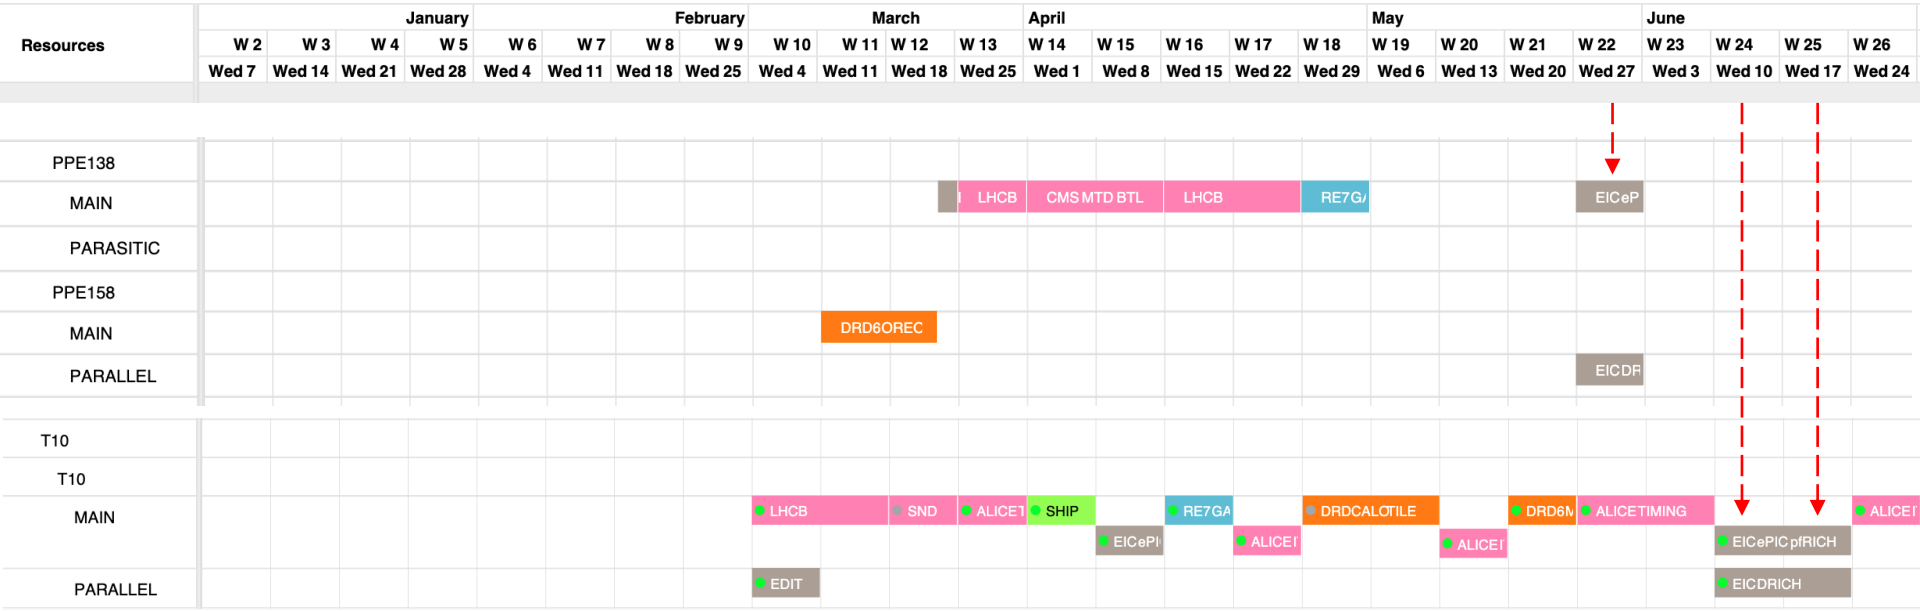 January February March April May June
Resources
W 2 W 3 W 4 W 5 W 6 W 7 W 8 W 9 W 10 W 11 W 12 W 13 W 14 W 15 W 16 W 17 W 18 W 19 W 20 W 21 W 22 W 23 W 24 W 25 W 26
Wed 7 Wed 14 Wed 21 Wed 28 Wed 4 Wed 11 Wed 18 Wed 25 Wed 4 Wed 11 Wed 18 Wed 25 Wed 1 Wed 8 Wed 15 Wed 22 Wed 29 Wed 6 Wed 13 Wed 20 Wed 27 Wed 3 Wed 10 Wed 17 Wed 24
PPE138
MAIN LHCB CMS MTD BTL LHCB RE7GA EICeP
PARASITIC
PPE158
MAIN DRD6OREC
PARALLEL EICDR
T10
T10
MAIN LHCB SND ALICET SHIP RE7GA DRDCALOTILE DRD6M ALICETIMING ALICEI
EICePI ALICEI ALICEI EICePICpfRICH
PARALLEL EDIT EICDRICH